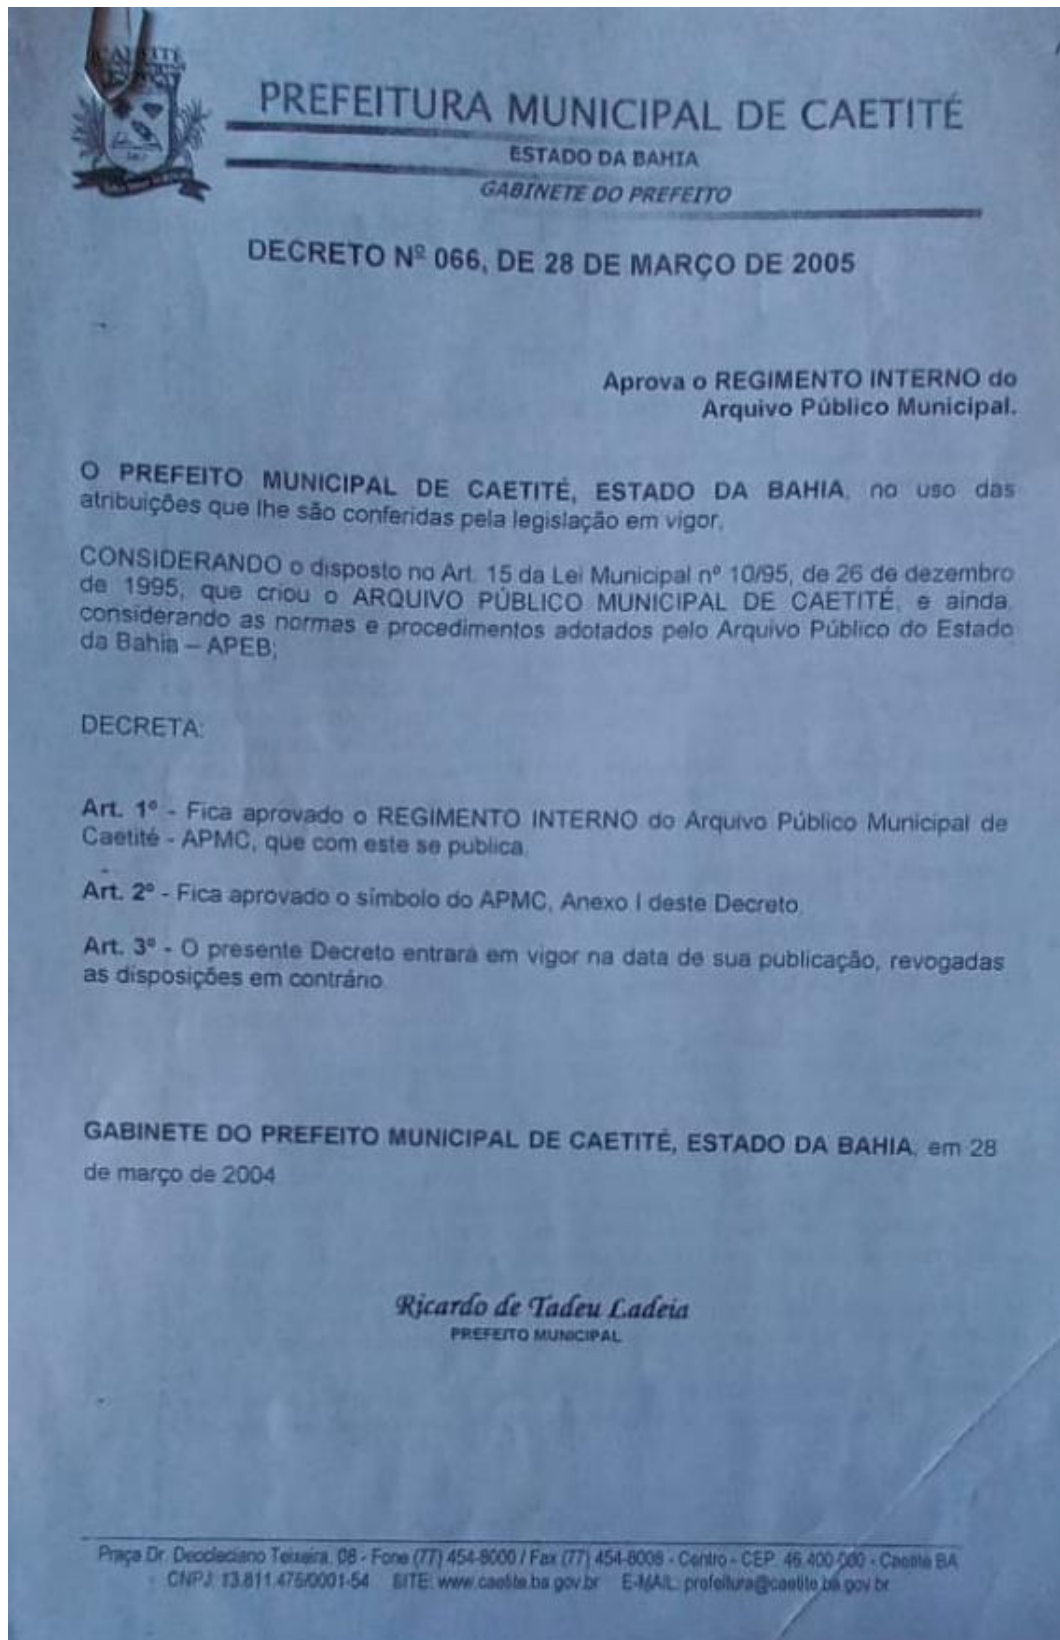 CAETITÉ
PREFEITURA MUNICIPAL DE CAETITÉ
ESTADO DA BAHIA
GABINETE DO PREFEITO
DECRETO Nº 066, DE 28 DE MARÇO DE 2005
Aprova o REGIMENTO INTERNO do
Arquivo Público Municipal.
O PREFEITO MUNICIPAL DE CAETITÉ, ESTADO DA BAHIA, no uso das
atribuições que lhe são conferidas pela legislação em vigor,
CONSIDERANDO o disposto no Art. 15 da Lei Municipal nº 10/95, de 26 de dezembro
de 1995, que criou o ARQUIVO PÚBLICO MUNICIPAL DE CAETITÉ, e ainda,
considerando as normas e procedimentos adotados pelo Arquivo Público do Estado
da Bahia – APEB;
DECRETA:
Art. 1º - Fica aprovado o REGIMENTO INTERNO do Arquivo Público Municipal de
Caetité - APMC, que com este se publica.
Art. 2º - Fica aprovado o símbolo do APMC, Anexo I deste Decreto.
Art. 3º - O presente Decreto entrará em vigor na data de sua publicação, revogadas
as disposições em contrário.
GABINETE DO PREFEITO MUNICIPAL DE CAETITÉ, ESTADO DA BAHIA, em 28
de março de 2004
Ricardo de Tadeu Ladeia
PREFEITO MUNICIPAL
Praça Dr. Deocleciano Teixeira, 08 - Fone (77) 454-8000 / Fax (77) 454-8008 - Centro - CEP. 46.400-000 - Caetité BA
CNPJ: 13.811.476/0001-54 SITE: www.caetite.ba.gov.br E-MAIL: prefeitura@caetite.ba.gov.br